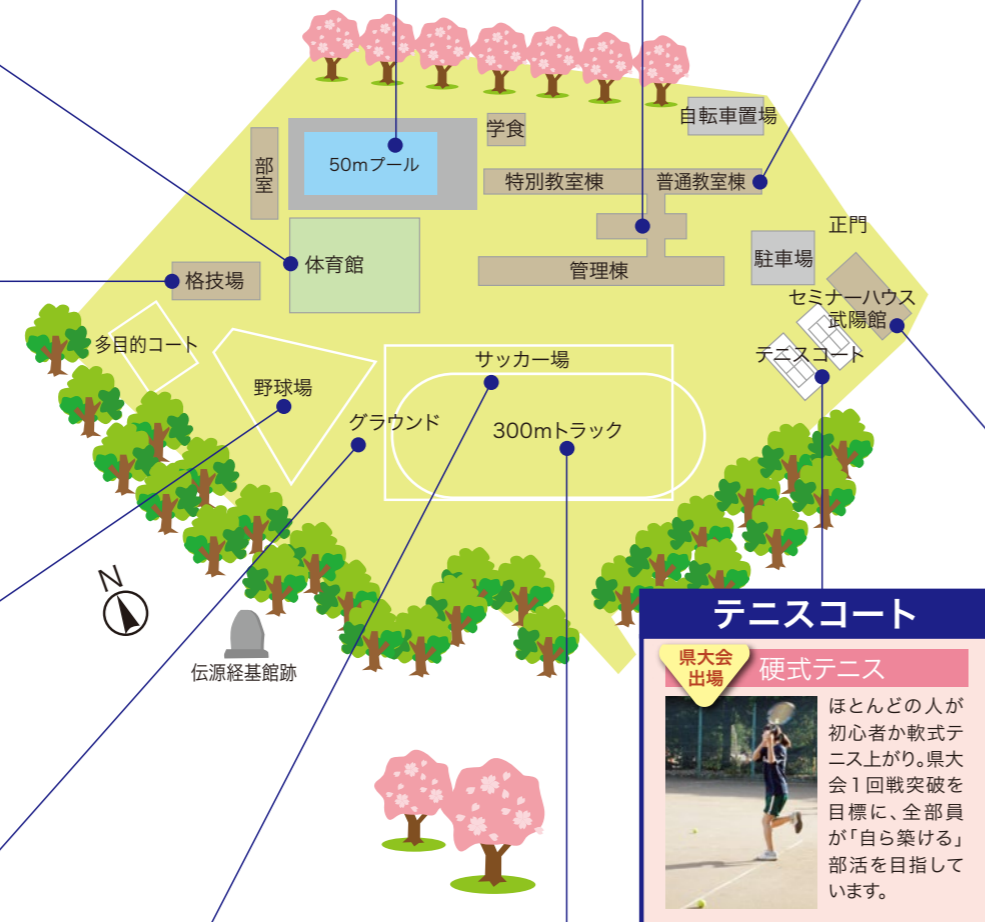 自転車置場
学食
部室
50mプール
特別教室棟
普通教室棟
正門
体育館
駐車場
管理棟
格技場
セミナーハウス
武陽館
多目的コート
テニスコート
サッカー場
野球場
グラウンド
300mトラック
N
伝源経基館跡
テニスコート
県大会
出場
硬式テニス
ほとんどの人が
初心者か軟式テ
ニス上がり。県大
会1回戦突破を
目標に、全部員
が「自ら築ける」
部活を目指して
います。